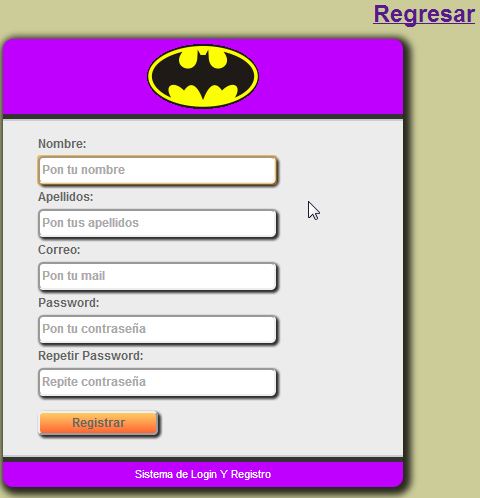 Regresar
Nombre:
Pon tu nombre
Apellidos:
Pon tus apellidos
Correo:
Pon tu mail
Password:
Pon tu contraseña
Repetir Password:
Repite contraseña
Registrar
Sistema de Login Y Registro